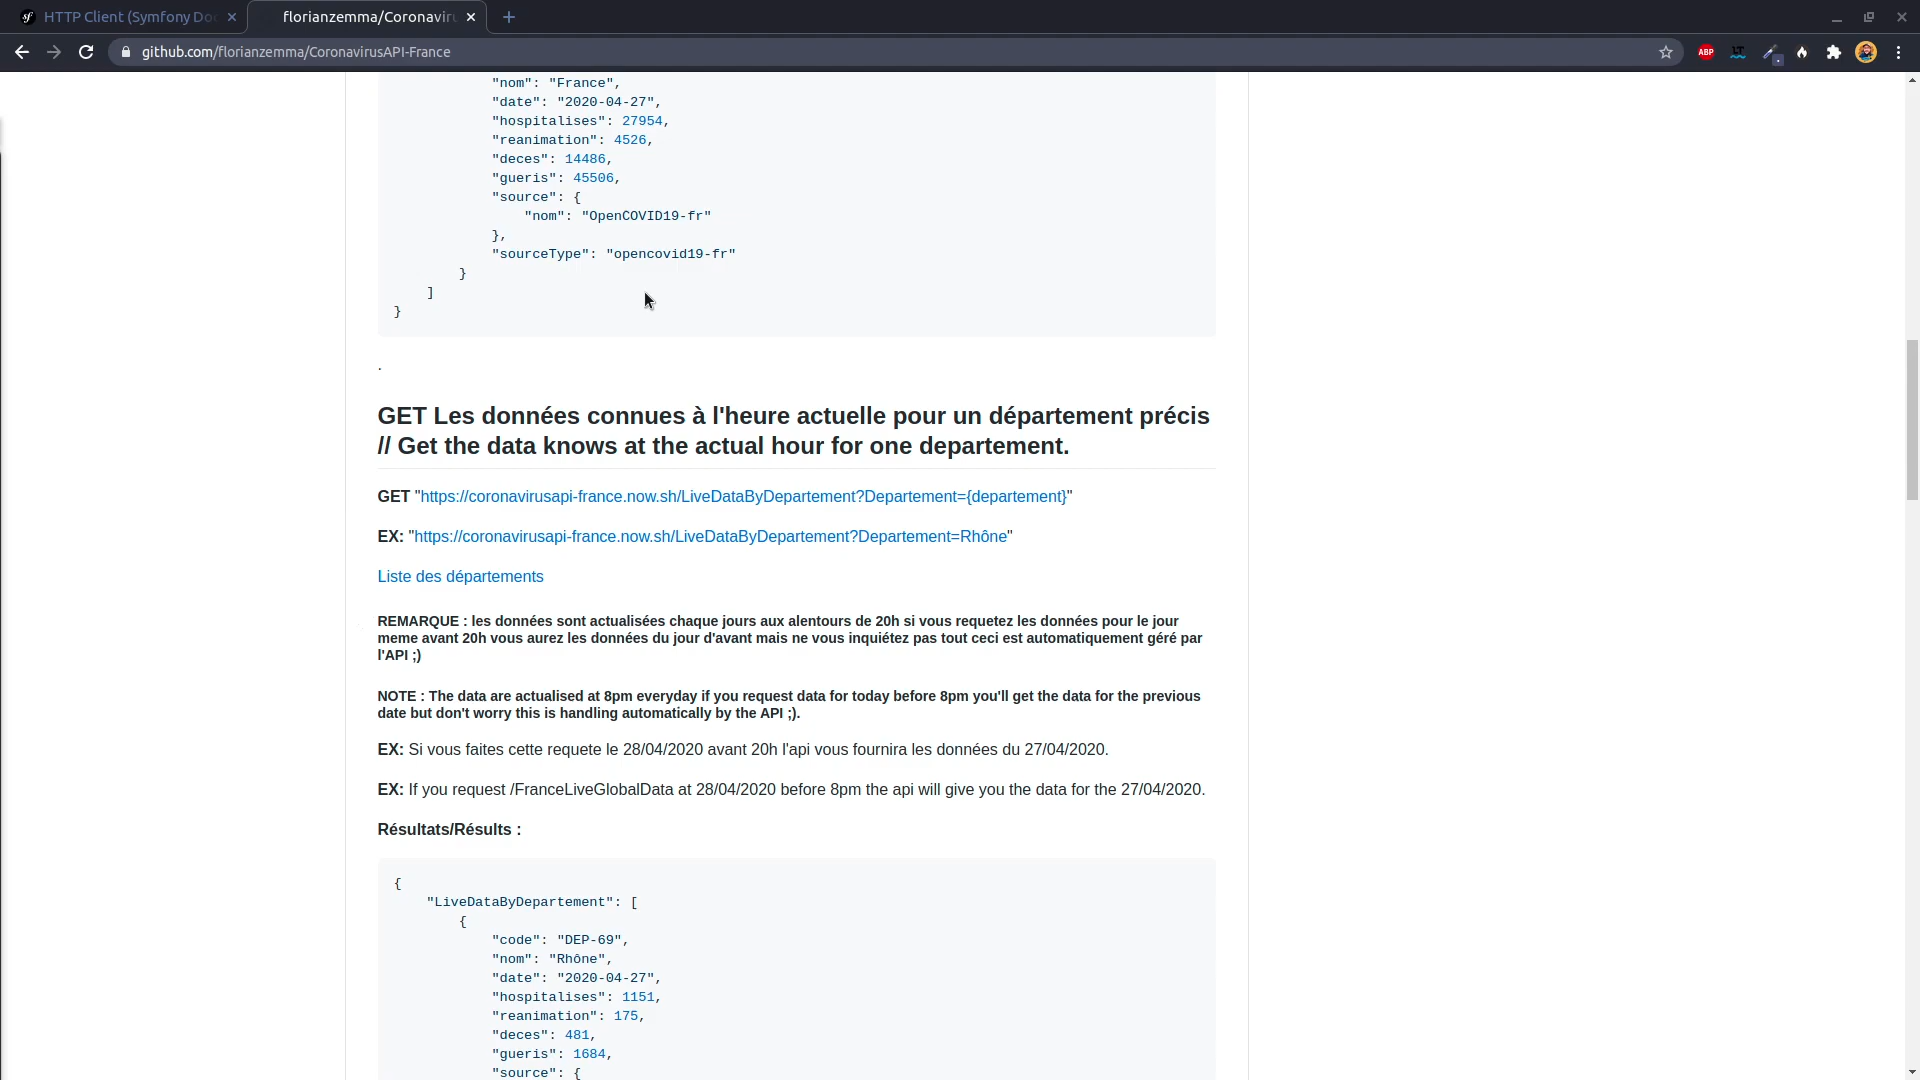 HTTP Client (Symfony Do
florianzemma/Coronaviru
github.com/florianzemma/CoronavirusAPI-France
ABP
LT
"nom": "France",
"date": "2020-04-27",
"hospitalises": 27954,
"reanimation": 4526,
"deces": 14486,
"gueris": 45506,
"source": {
"nom": "OpenCOVID19-fr"
},
"sourceType": "opencovid19-fr"
}
]
}
.
GET Les données connues à l'heure actuelle pour un département précis
// Get the data knows at the actual hour for one departement.
GET "https://coronavirusapi-france.now.sh/LiveDataByDepartement?Departement={departement}"
EX: "https://coronavirusapi-france.now.sh/LiveDataByDepartement?Departement=Rhône"
Liste des départements
REMARQUE : les données sont actualisées chaque jours aux alentours de 20h si vous requetez les données pour le jour
meme avant 20h vous aurez les données du jour d'avant mais ne vous inquiétez pas tout ceci est automatiquement géré par
l'API ;)
NOTE : The data are actualised at 8pm everyday if you request data for today before 8pm you'll get the data for the previous
date but don't worry this is handling automatically by the API ;).
EX: Si vous faites cette requete le 28/04/2020 avant 20h l'api vous fournira les données du 27/04/2020.
EX: If you request /FranceLiveGlobalData at 28/04/2020 before 8pm the api will give you the data for the 27/04/2020.
Résultats/Résults :
{
"LiveDataByDepartement": [
{
"code": "DEP-69",
"nom": "Rhône",
"date": "2020-04-27",
"hospitalises": 1151,
"reanimation": 175,
"deces": 481,
"gueris": 1684,
"source": {